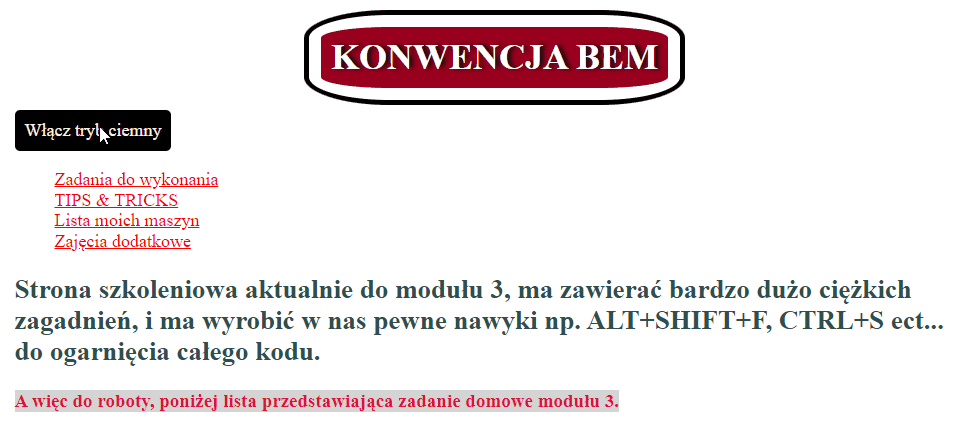 KONWENCJA BEM
Włącz tryb ciemny
Zadania do wykonania
TIPS & TRICKS
Lista moich maszyn
Zajęcia dodatkowe
Strona szkoleniowa aktualnie do modułu 3, ma zawierać bardzo dużo ciężkich
zagadnień, i ma wyrobić w nas pewne nawyki np. ALT+SHIFT+F, CTRL+S ect...
do ogarnięcia całego kodu.
A więc do roboty, poniżej lista przedstawiająca zadanie domowe modułu 3.